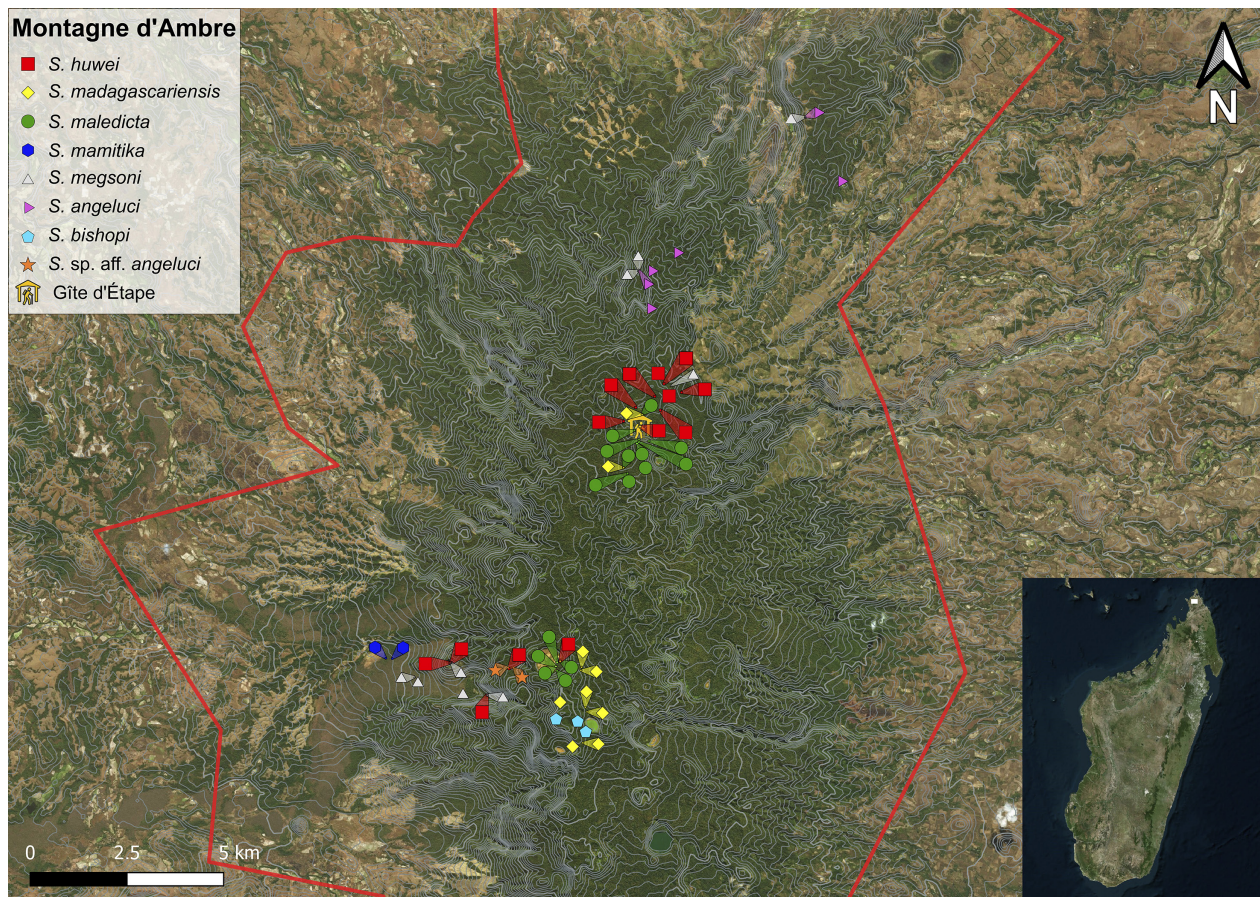 Montagne d'Ambre
S. huwei
S. madagascariensis
S. maledicta
S. mamitika
S. megsoni
S. angeluci
S. bishopi
S. sp. aff. angeluci
Gîte d'Étape
N
0 2.5 5 km